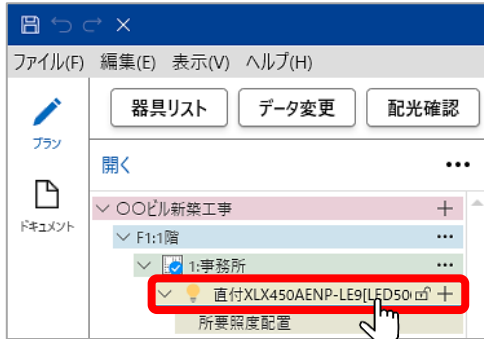 ファイル(F) 編集(E) 表示(V) ヘルプ(H)
プラン
ドキュメント
器具リスト データ変更 配光確認
開く
〇〇ビル新築工事
F1:1階
1:事務所
直付XLX450AENP-LE9[LED50
所要照度配置